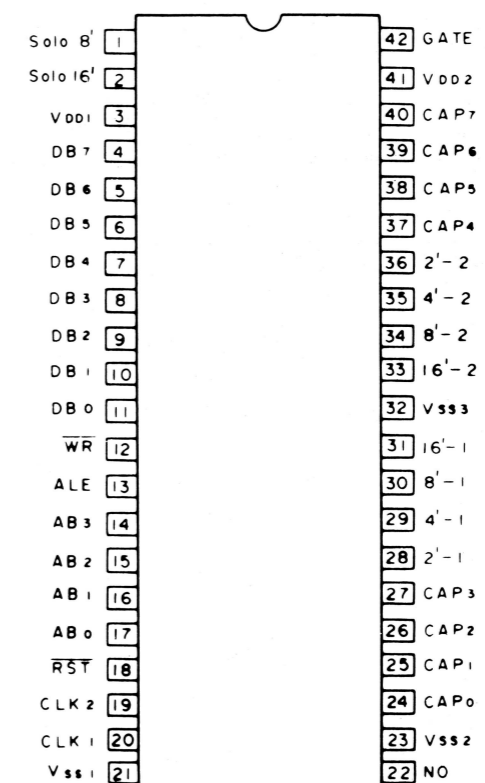 Solo 8' 1 42 GATE
Solo 16' 2 41 VDD2
VDD1 3 40 CAP7
DB7 4 39 CAP6
DB6 5 38 CAP5
DB5 6 37 CAP4
DB4 7 36 2'-2
DB3 8 35 4'-2
DB2 9 34 8'-2
DB1 10 33 16'-2
DB0 11 32 VSS3
WR 12 31 16'-1
ALE 13 30 8'-1
AB3 14 29 4'-1
AB2 15 28 2'-1
AB1 16 27 CAP3
AB0 17 26 CAP2
RST 18 25 CAP1
CLK2 19 24 CAP0
CLK1 20 23 VSS2
VSS1 21 22 NO